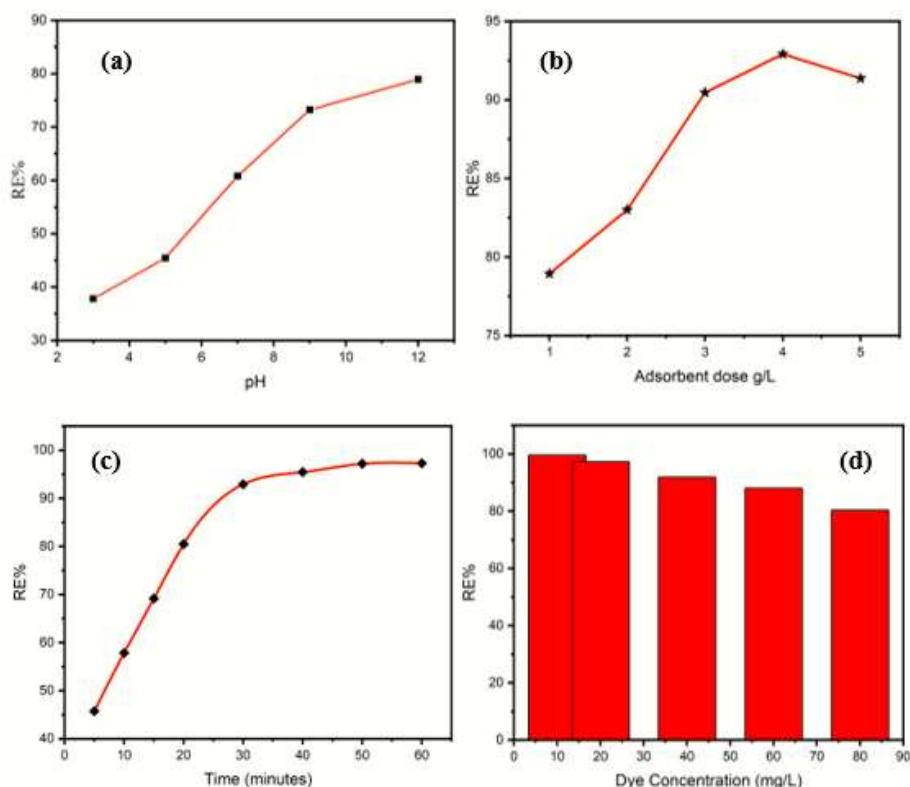 (a)
90
80
70
60
50
40
30
RE%
2 4 6 8 10 12
pH
(b)
95
90
85
80
75
RE%
1 2 3 4 5
Adsorbent dose g/L
(c)
100
90
80
70
60
50
40
RE%
0 10 20 30 40 50 60
Time (minutes)
(d)
100
80
60
40
20
0
RE%
0 10 20 30 40 50 60 70 80 90
Dye Concentration (mg/L)